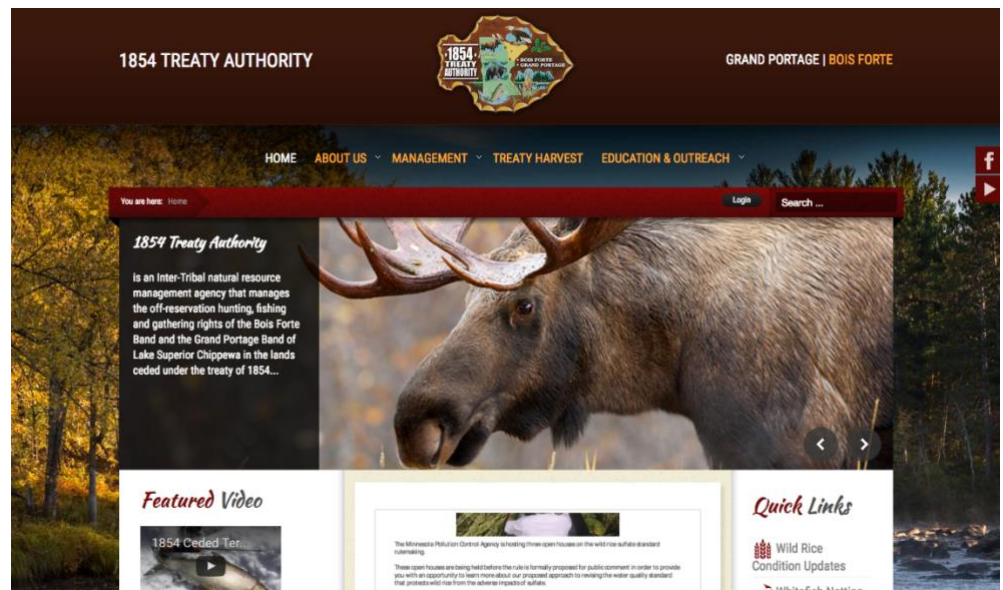 1854 TREATY AUTHORITY
·1854·
TREATY
AUTHORITY
• BOIS FORTE
• GRAND PORTAGE
GRAND PORTAGE | BOIS FORTE
HOME ABOUT US MANAGEMENT TREATY HARVEST EDUCATION & OUTREACH
You are here: Home
Login
Search ...
1854 Treaty Authority
is an Inter-Tribal natural resource
management agency that manages
the off-reservation hunting, fishing
and gathering rights of the Bois Forte
Band and the Grand Portage Band of
Lake Superior Chippewa in the lands
ceded under the treaty of 1854...
Featured Video
1854 Ceded Ter...
The Minnesota Pollution Control Agency is hosting three open houses on the wild rice sulfate standard
rulemaking.
These open houses are being held before the rule is formally proposed for public comment in order to provide
you with an opportunity to learn more about our proposed approach to revising the water quality standard
that protects wild rice from the adverse impacts of sulfate.
Quick Links
Wild Rice
Condition Updates
Whitefish Netting